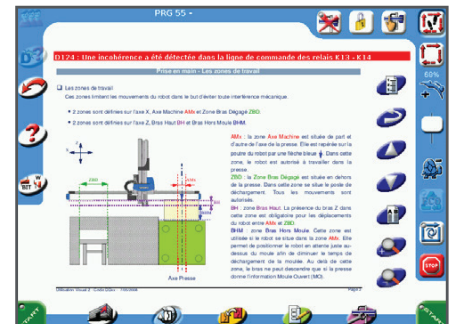 PRG 55 -
D124 : Une incohérence a été détectée dans la ligne de commande des relais K13 - K14
60%
Prise en main - Les zones de travail
Les zones de travail
Ces zones limitent les mouvements du robot dans le but d'éviter toute interférence mécanique.
• 2 zones sont définies sur l'axe X, Axe Machine AMx et Zone Bras Dégagé ZBD.
• 2 zones sont définies sur l'axe Z, Bras Haut BH et Bras Hors Moule BHM.
AMx : la zone Axe Machine est située de part et
d'autre de l'axe de la presse. Elle est repérée sur la
poutre du robot par une flèche bleue. Dans cette
zone, le robot est autorisé à travailler dans la
presse.
ZBD : la Zone Bras Dégagé est située en dehors
de la presse. Dans cette zone se situe le poste de
déchargement. Tous les mouvements sont
autorisés.
BH : zone Bras Haut. La présence du bras Z dans
cette zone est obligatoire pour les déplacements
du robot entre AMx et ZBD.
BHM : zone Bras Hors Moule. Cette zone est
utilisée si le robot se situe dans la zone AMx. Elle
permet de positionner le robot en attente juste au-
dessus du moule afin de diminuer le temps de
déchargement de la moulée. Au delà de cette
zone, le bras ne peut descendre que si la presse
donne l'information Moule Ouvert (MO).
ZBD
AMx
BH
Axe Presse
BIT
W
STOP
START
START